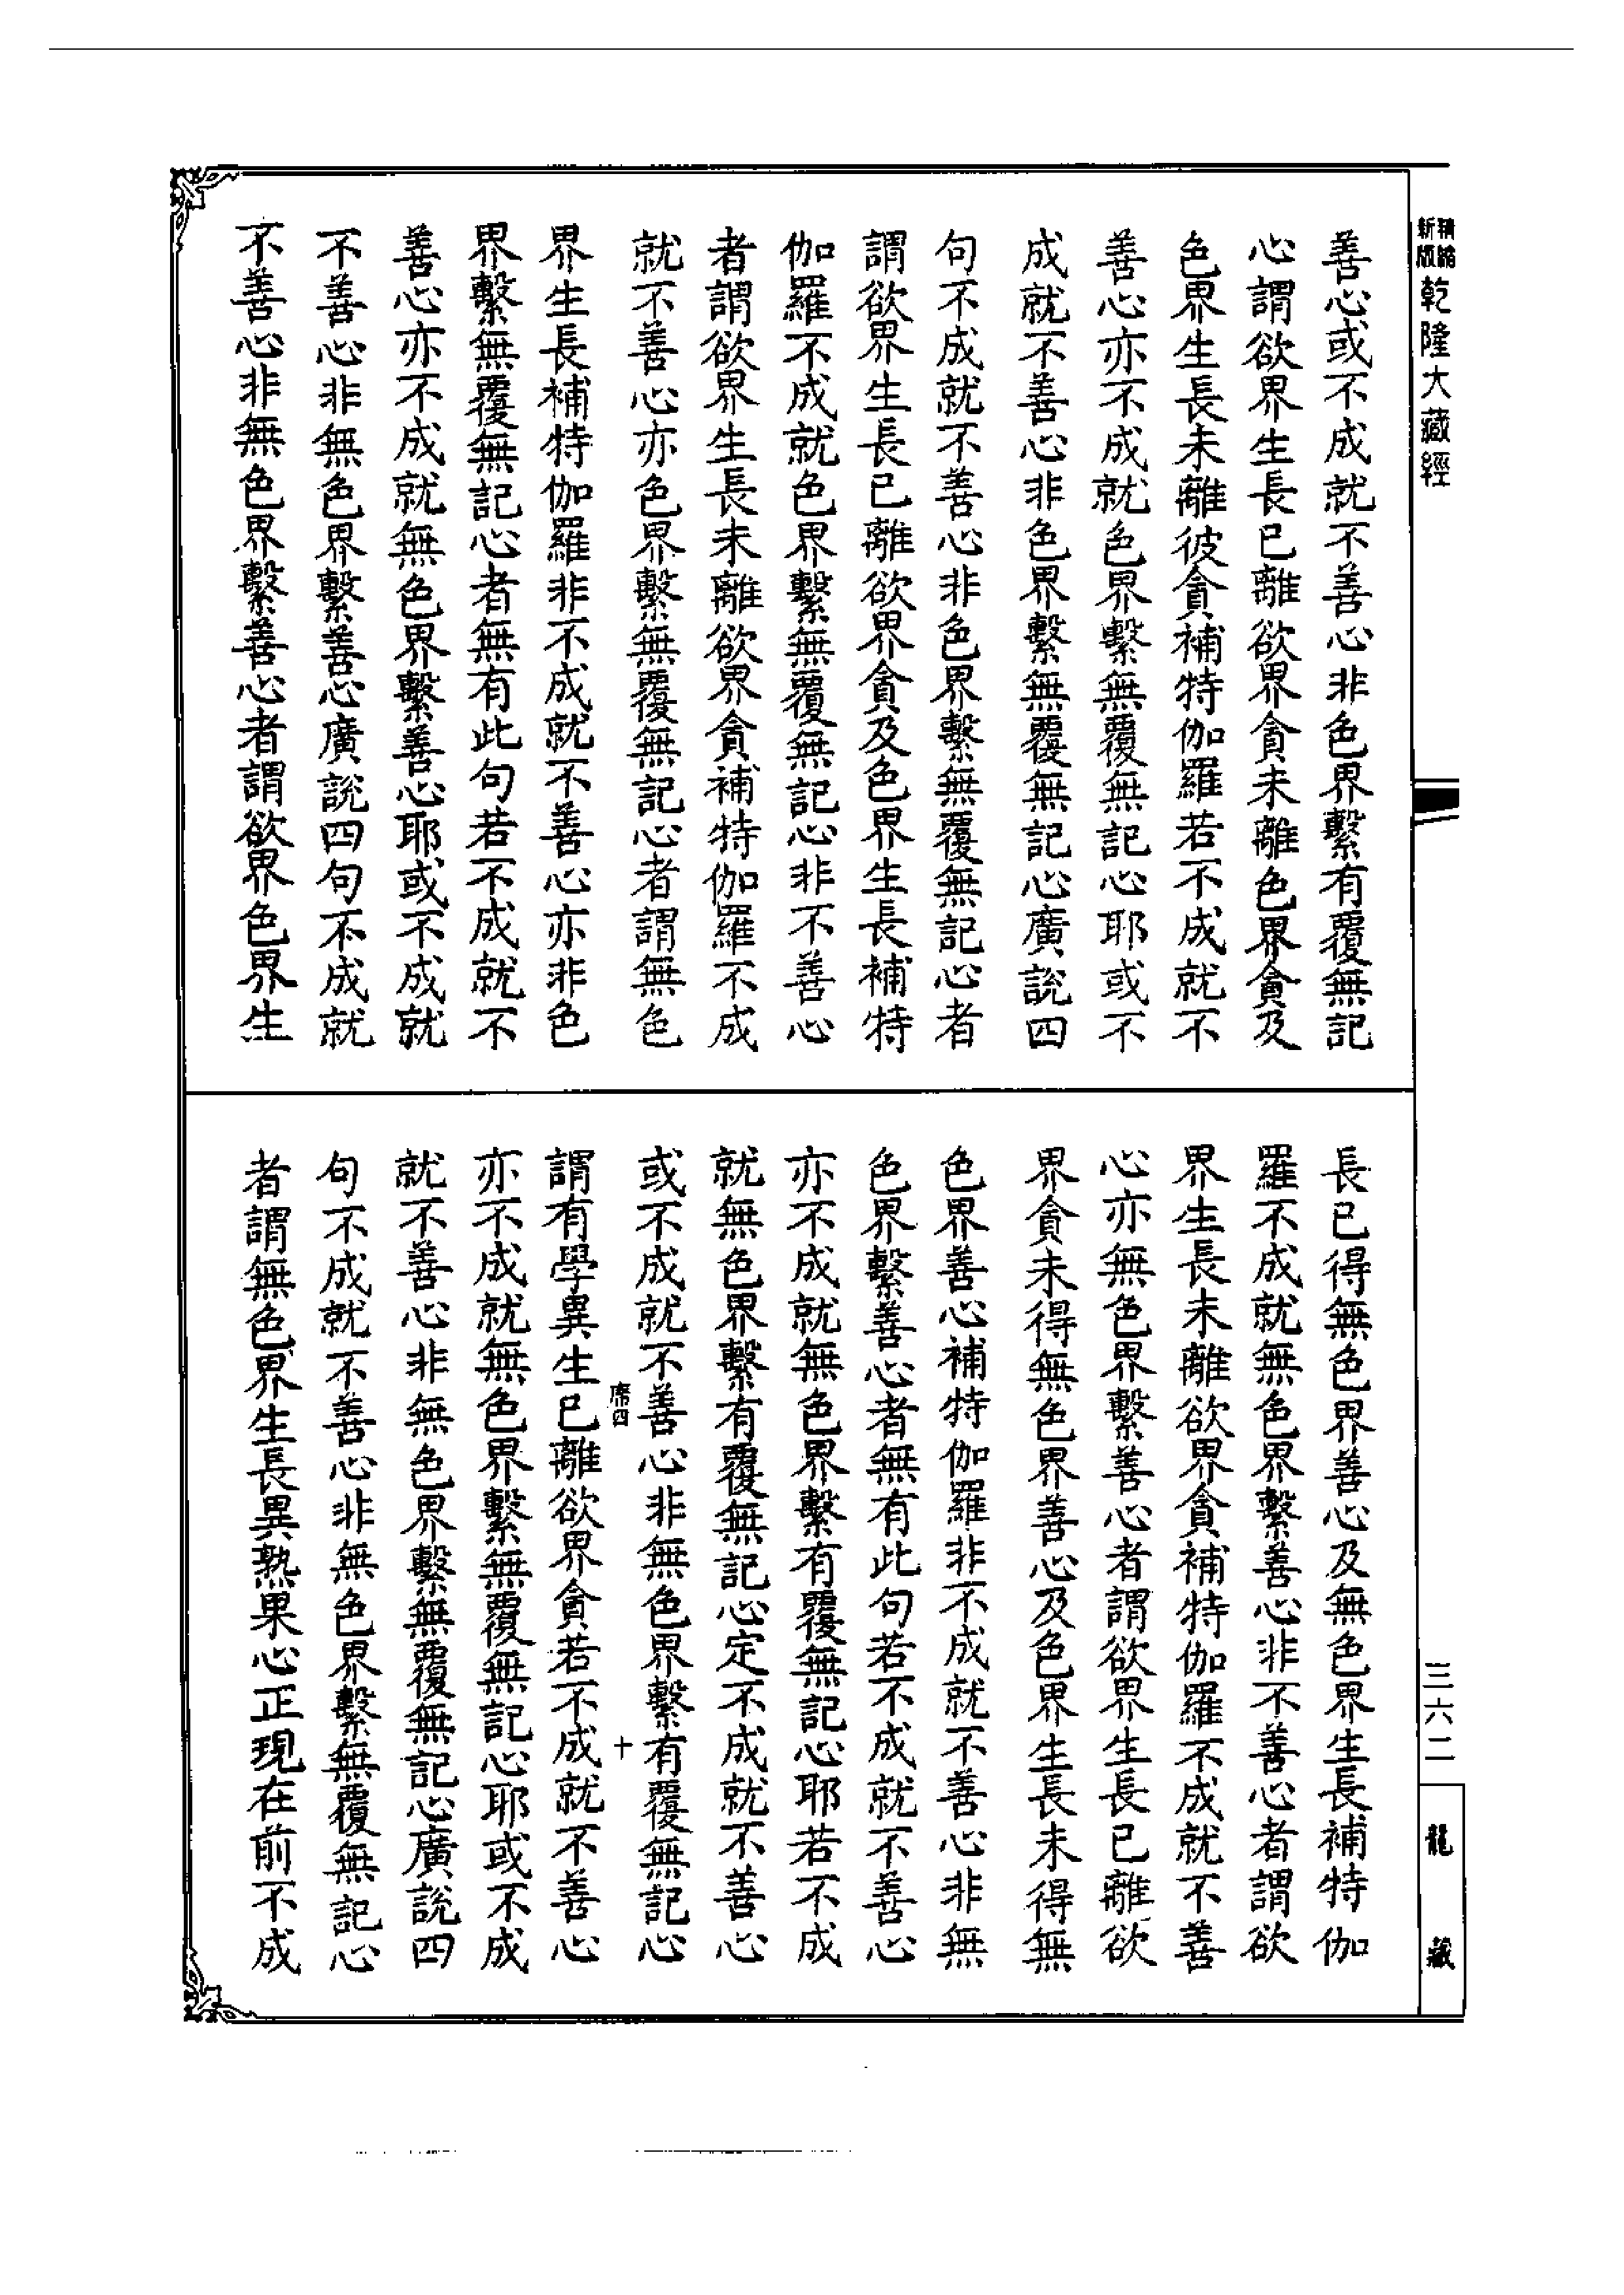 新版精縮乾隆大藏經
善心或不成就不善心非色界繫有覆無記
心謂欲界生長已離欲界貪未離色界貪及
色界生長未離彼貪補特伽羅若不成就不
善心亦不成就色界繫無覆無記心耶或不
成就不善心非色界繫無覆無記心廣說四
句不成就不善心非色界繫無覆無記心者
謂欲界生長已離欲界貪及色界生長補特
伽羅不成就色界繫無覆無記心非不善心
者謂欲界生長未離欲界貪補特伽羅不成
就不善心亦色界繫無覆無記心者謂無色
界生長補特伽羅非不成就不善心亦非色
界繫無覆無記心者無有此句若不成就不
善心亦不成就無色界繫善心耶或不成就
不善心非無色界繫善心廣說四句不成就
不善心非無色界繫善心者謂欲界色界生
長已得無色界善心及無色界生長補特伽
羅不成就無色界繫善心非不善心者謂欲
界生長未離欲界貪補特伽羅不成就不善
心亦無色界繫善心者謂欲界生長已離欲
界貪未得無色界善心及色界生長未得無
色界善心補特伽羅非不成就不善心非無
色界繫善心者無有此句若不成就不善心
亦不成就無色界繫有覆無記心耶若不成
就無色界繫有覆無記心定不成就不善心
或不成就不善心非無色界繫有覆無記心
席四
十
謂有學異生已離欲界貪若不成就不善心
亦不成就無色界繫無覆無記心耶或不成
就不善心非無色界繫無覆無記心廣說四
句不成就不善心非無色界繫無覆無記心
者謂無色界生長異熟果心正現在前不成
三六二
龍藏